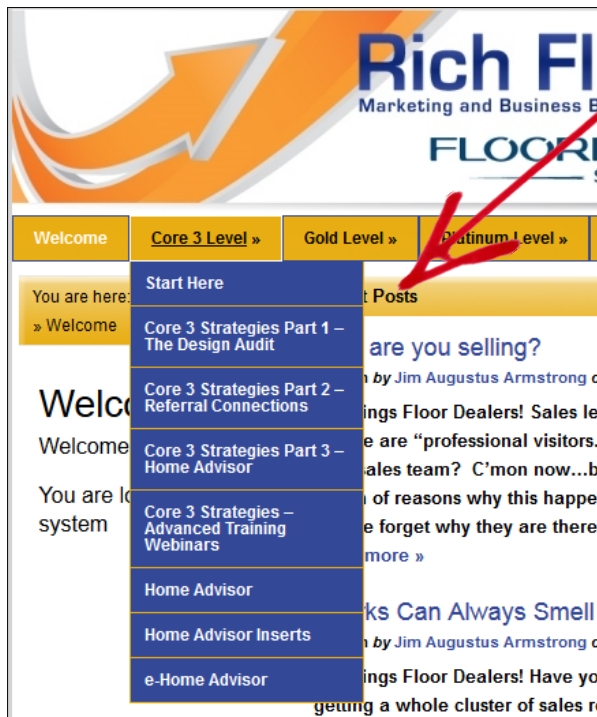 Rich Fl
Marketing and Business B
FLOOR
Welcome
Core 3 Level »
Gold Level »
Platinum Level »
You are here:
» Welcome
Start Here
Core 3 Strategies Part 1 –
The Design Audit
Core 3 Strategies Part 2 –
Referral Connections
Core 3 Strategies Part 3 –
Home Advisor
Core 3 Strategies –
Advanced Training
Webinars
Home Advisor
Home Advisor Inserts
e-Home Advisor
Welco
Welcome
You are lo
system
t Posts
are you selling?
by Jim Augustus Armstrong
ings Floor Dealers! Sales le
e are “professional visitors.
ales team? C’mon now...b
of reasons why this happe
e forget why they are there
more »
ks Can Always Smell
by Jim Augustus Armstrong
ings Floor Dealers! Have yo
getting a whole cluster of sales r